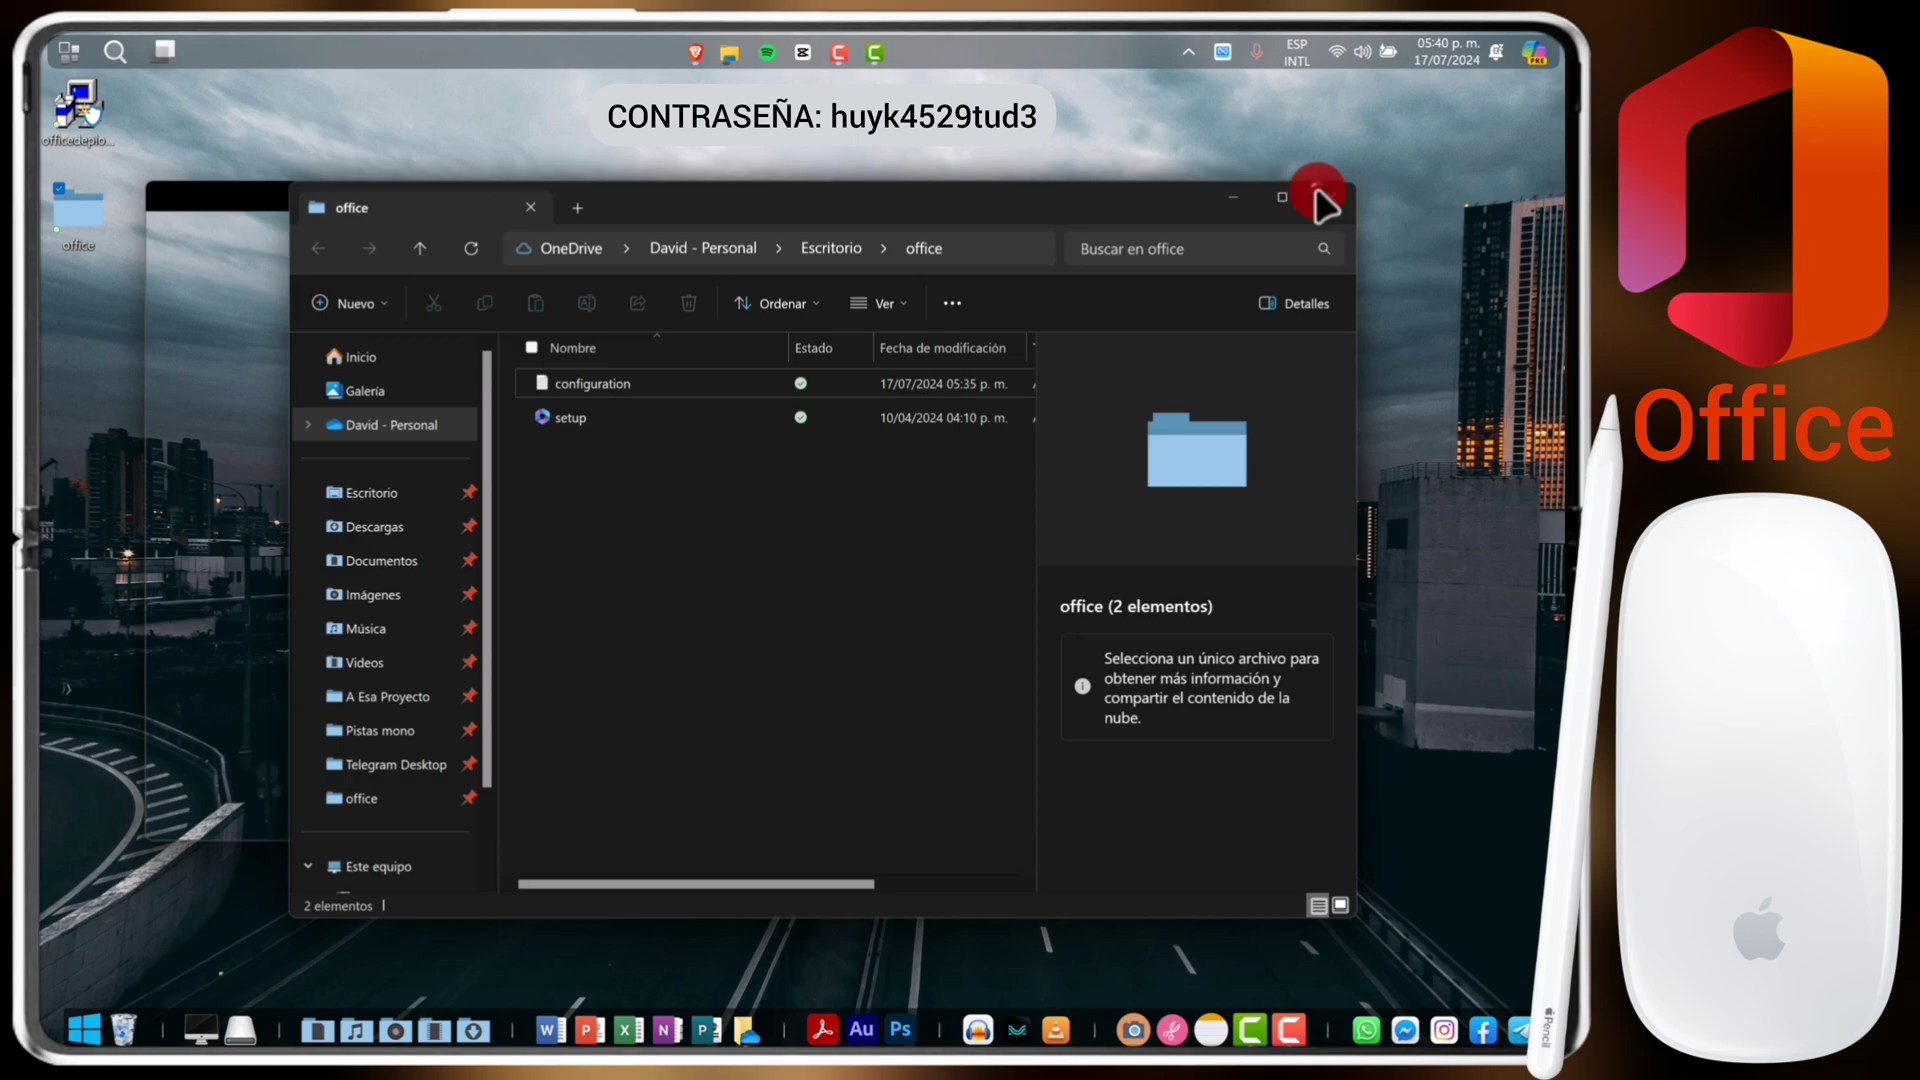 ESP
INTL
05:40 p. m.
17/07/2024
PRE
CONTRASEÑA: huyk4529tud3
officedeplo...
office
office
OneDrive > David - Personal > Escritorio > office
Buscar en office
Nuevo
Ordenar
Ver
Detalles
Nombre
Estado
Fecha de modificación
configuration
17/07/2024 05:35 p. m.
setup
10/04/2024 04:10 p. m.
Inicio
Galería
David - Personal
Escritorio
Descargas
Documentos
Imágenes
Música
Videos
A Esa Proyecto
Pistas mono
Telegram Desktop
office
Este equipo
2 elementos
office (2 elementos)
Selecciona un único archivo para
obtener más información y
compartir el contenido de la
nube.
Office
Pencil
W
P
X
N
P
Au
Ps